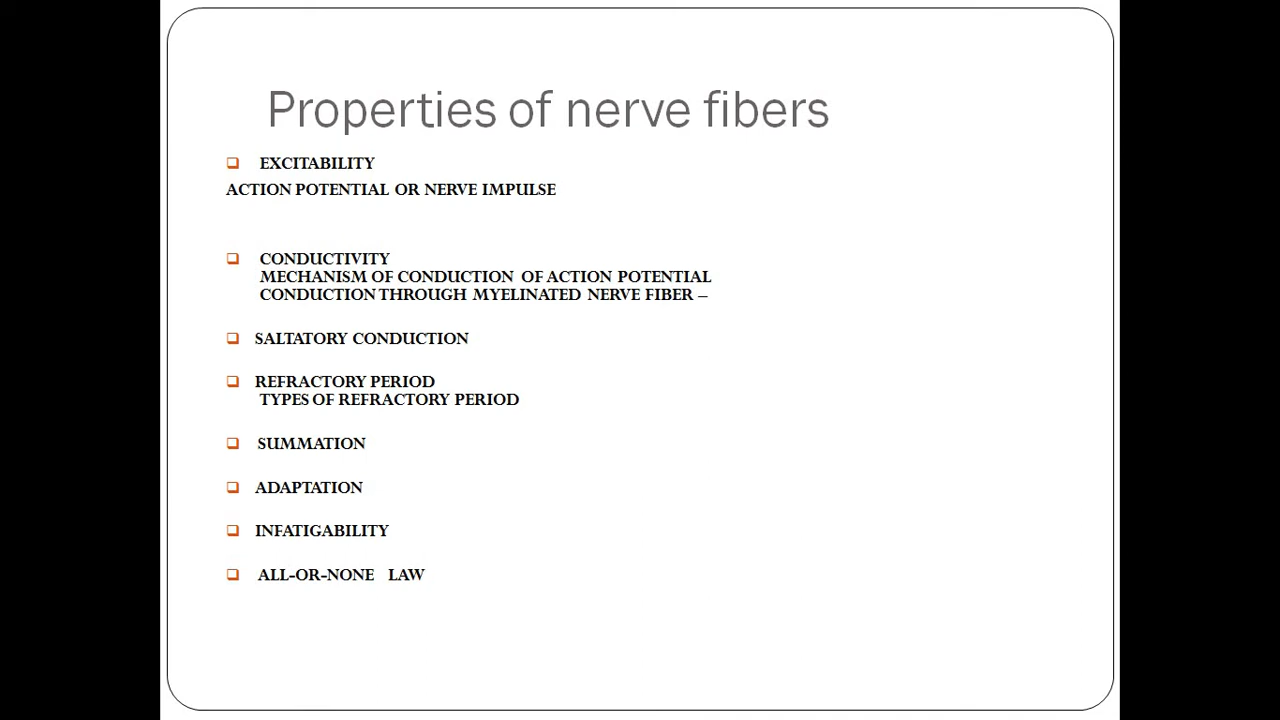 Properties of nerve fibers
EXCITABILITY
ACTION POTENTIAL OR NERVE IMPULSE
CONDUCTIVITY
MECHANISM OF CONDUCTION OF ACTION POTENTIAL
CONDUCTION THROUGH MYELINATED NERVE FIBER –
SALTATORY CONDUCTION
REFRACTORY PERIOD
TYPES OF REFRACTORY PERIOD
SUMMATION
ADAPTATION
INFATIGABILITY
ALL-OR-NONE LAW